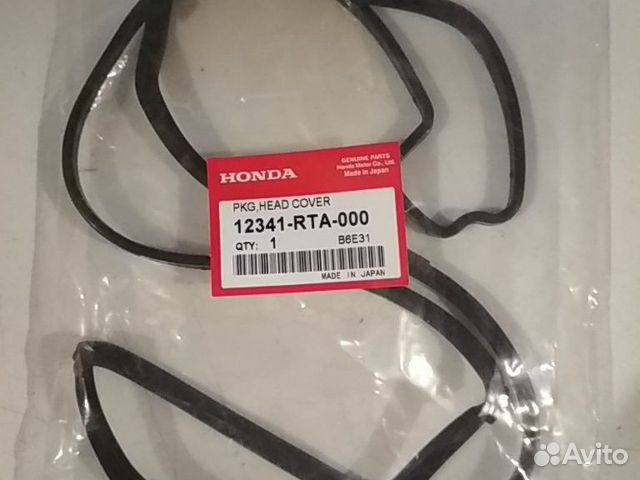 HONDA
GENUINE PARTS
Honda Motor Co., Ltd.
Made in Japan
PKG,HEAD COVER
12341-RTA-000
QTY: 1 B6E31
MADE IN JAPAN
Avito